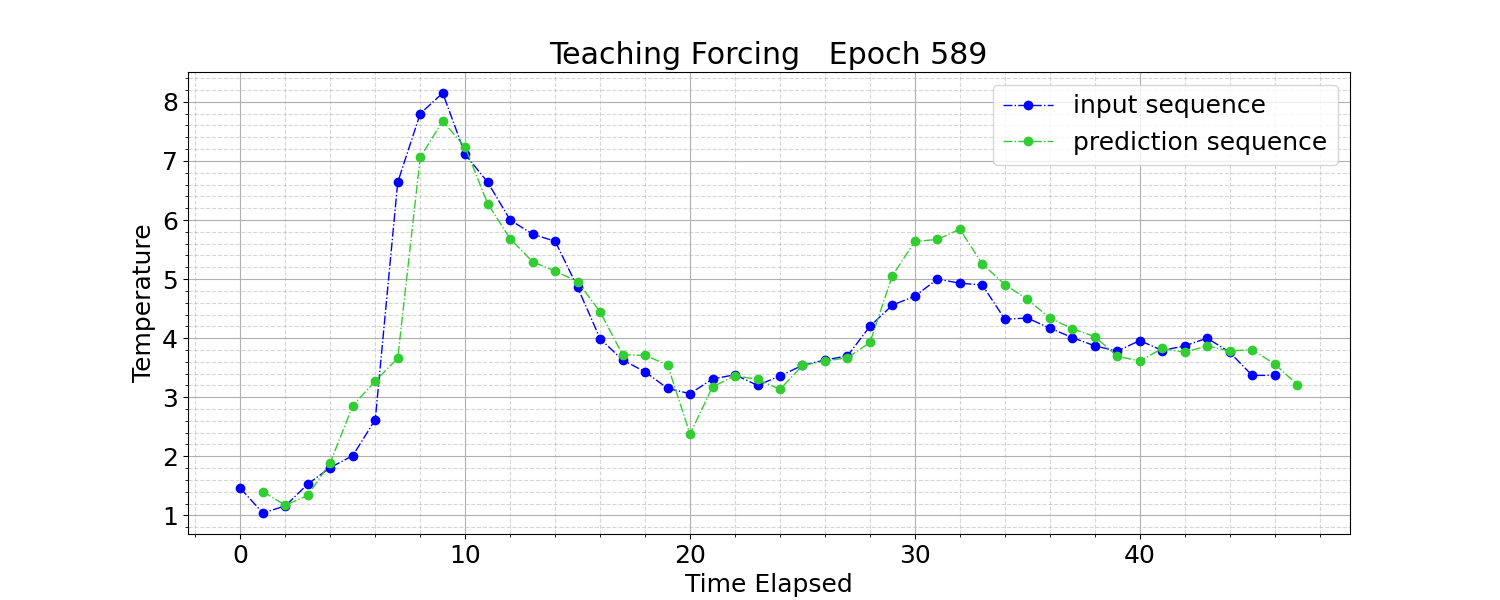 Teaching Forcing   Epoch 589
input sequence
prediction sequence
Temperature
8
7
6
5
4
3
2
1
0 10 20 30 40
Time Elapsed